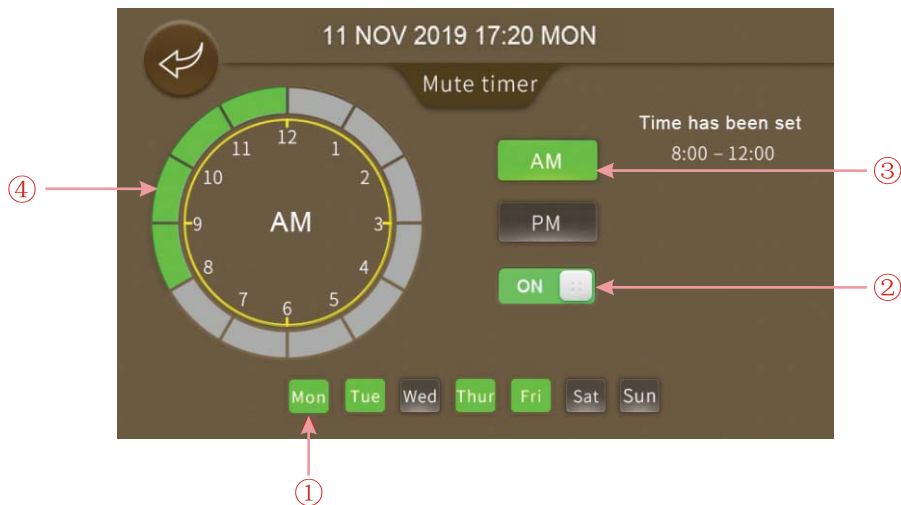 11 NOV 2019 17:20 MON
Mute timer
Time has been set
8:00 – 12:00
AM
③
PM
ON
②
④
12
1
2
3
4
5
6
7
8
9
10
11
AM
Mon Tue Wed Thur Fri Sat Sun
①